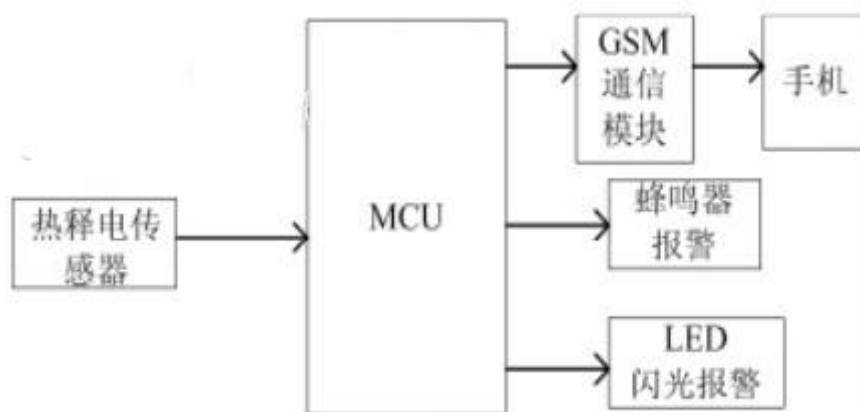 热释电传
感器
MCU
GSM
通信
模块
手机
蜂鸣器
报警
LED
闪光报警